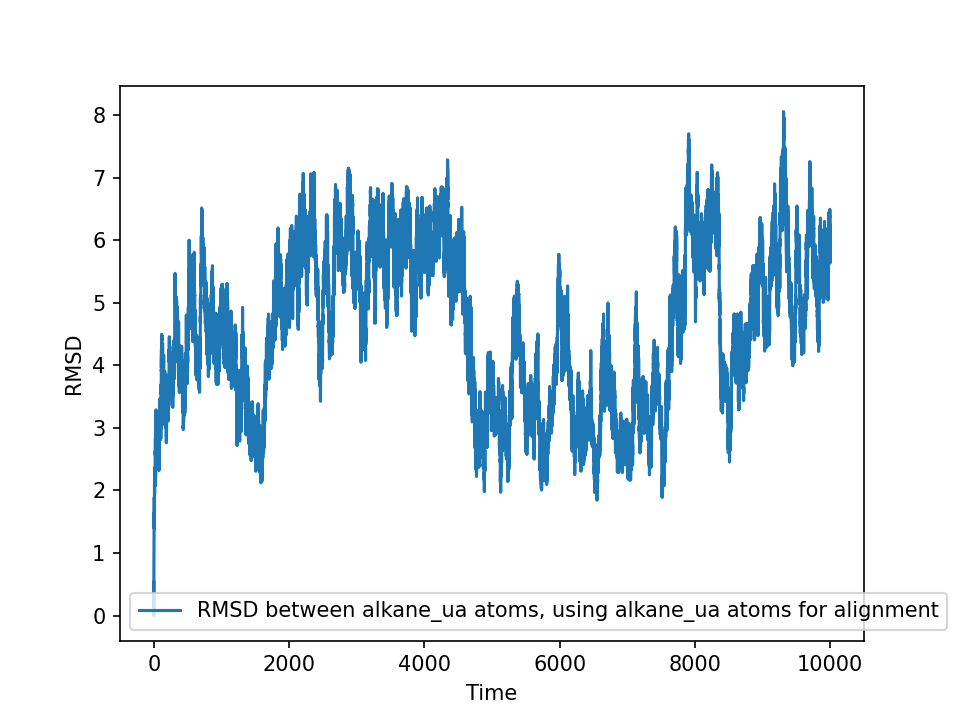 8
7
6
5
4
3
2
1
0
RMSD
RMSD between alkane_ua atoms, using alkane_ua atoms for alignment
0 2000 4000 6000 8000 10000
Time